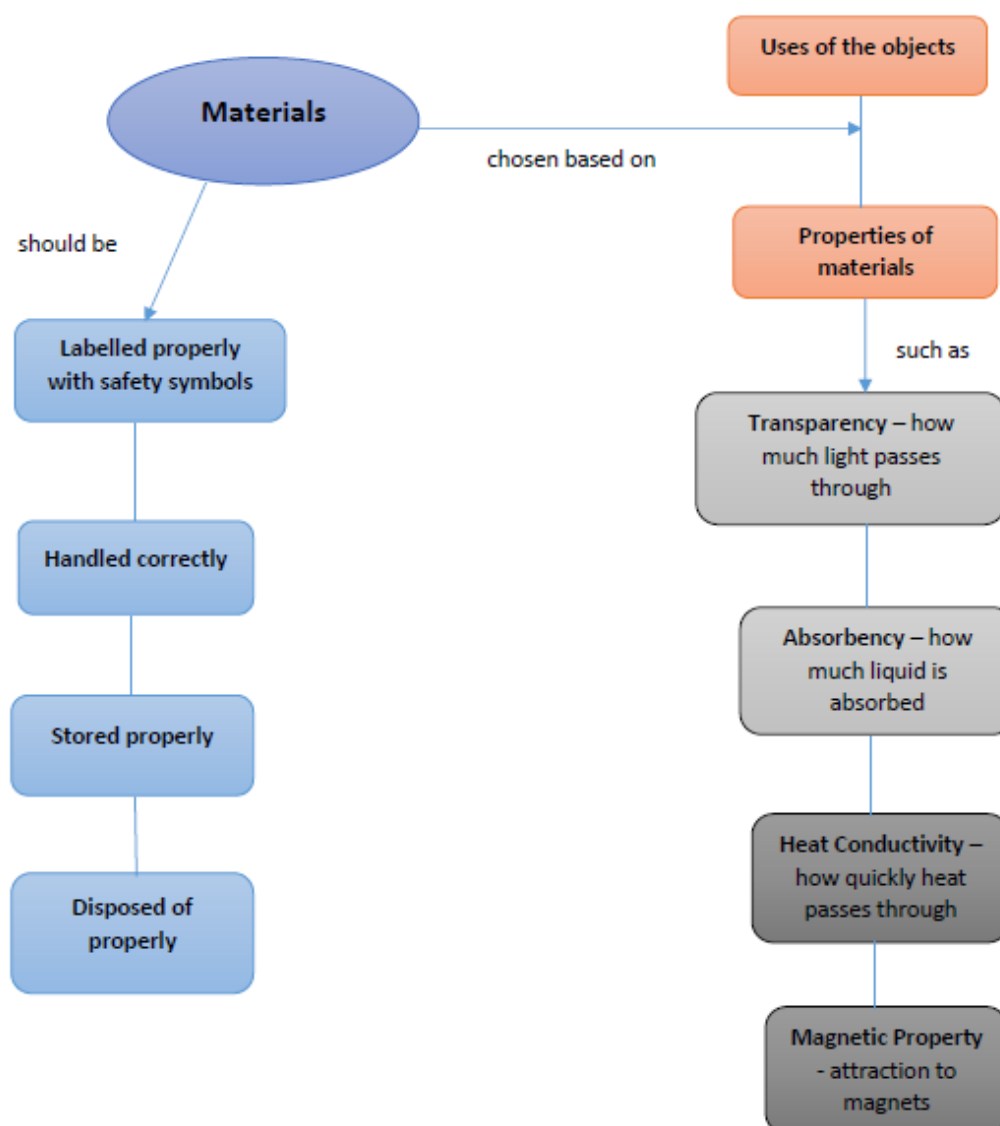 Uses of the objects
Materials
chosen based on
should be
Properties of
materials
Labelled properly
with safety symbols
such as
Transparency – how
much light passes
through
Handled correctly
Absorbency – how
much liquid is
absorbed
Stored properly
Heat Conductivity –
how quickly heat
passes through
Disposed of
properly
Magnetic Property
- attraction to
magnets